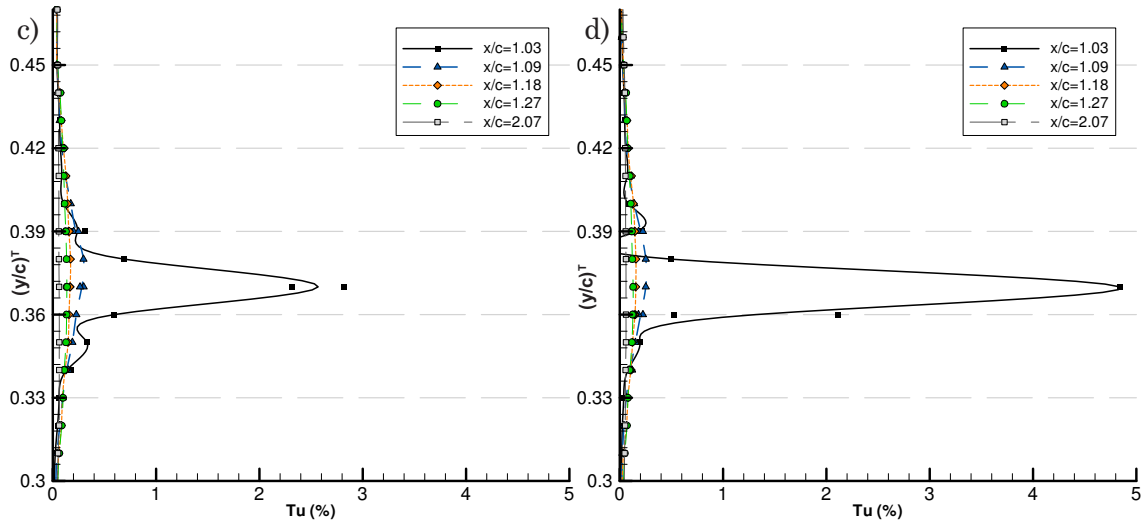 c)
x/c=1.03
x/c=1.09
x/c=1.18
x/c=1.27
x/c=2.07
0.45
0.42
0.39
0.36
0.33
0.3
(y/c)ᵀ
0 1 2 3 4 5
Tu (%)
d)
x/c=1.03
x/c=1.09
x/c=1.18
x/c=1.27
x/c=2.07
0.45
0.42
0.39
0.36
0.33
0.3
(y/c)ᵀ
0 1 2 3 4 5
Tu (%)